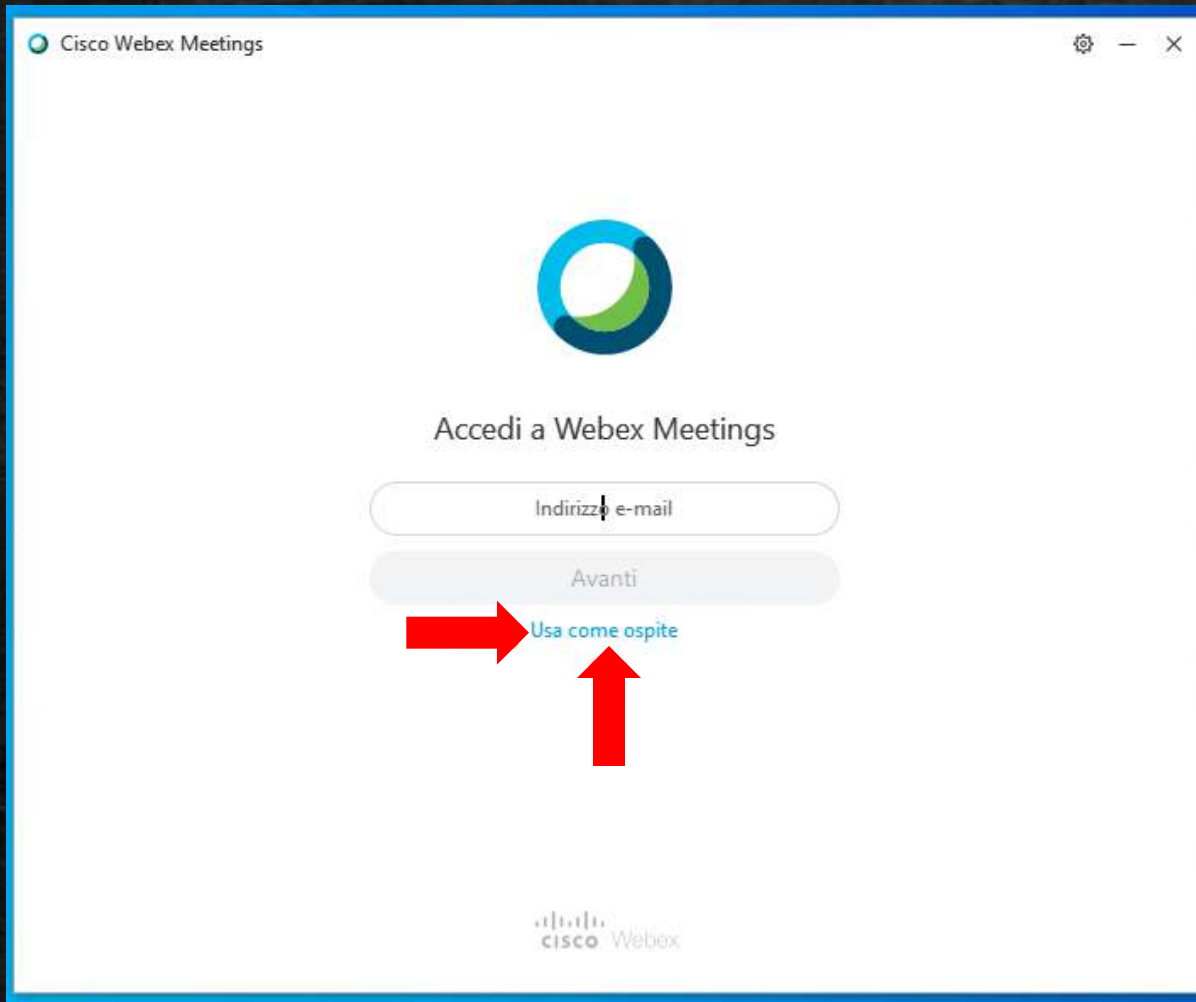 Cisco Webex Meetings
Accedi a Webex Meetings
Indirizzo e-mail
Avanti
Usa come ospite
cisco Webex